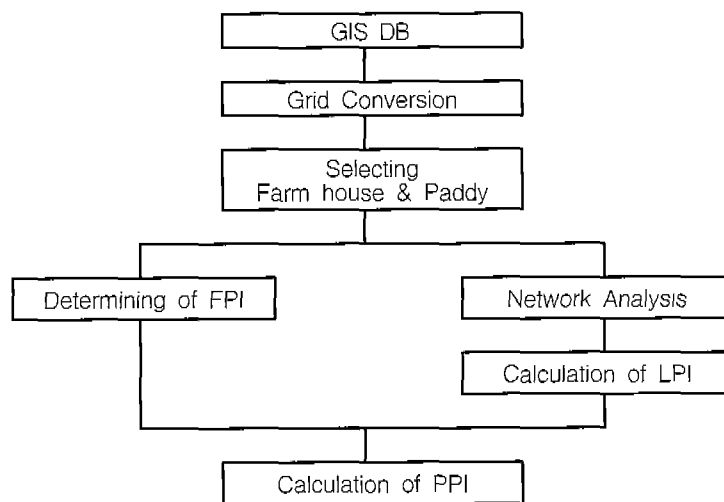 GIS DB
Grid Conversion
Selecting
Farm house & Paddy
Determining of FPI
Network Analysis
Calculation of LPI
Calculation of PPI